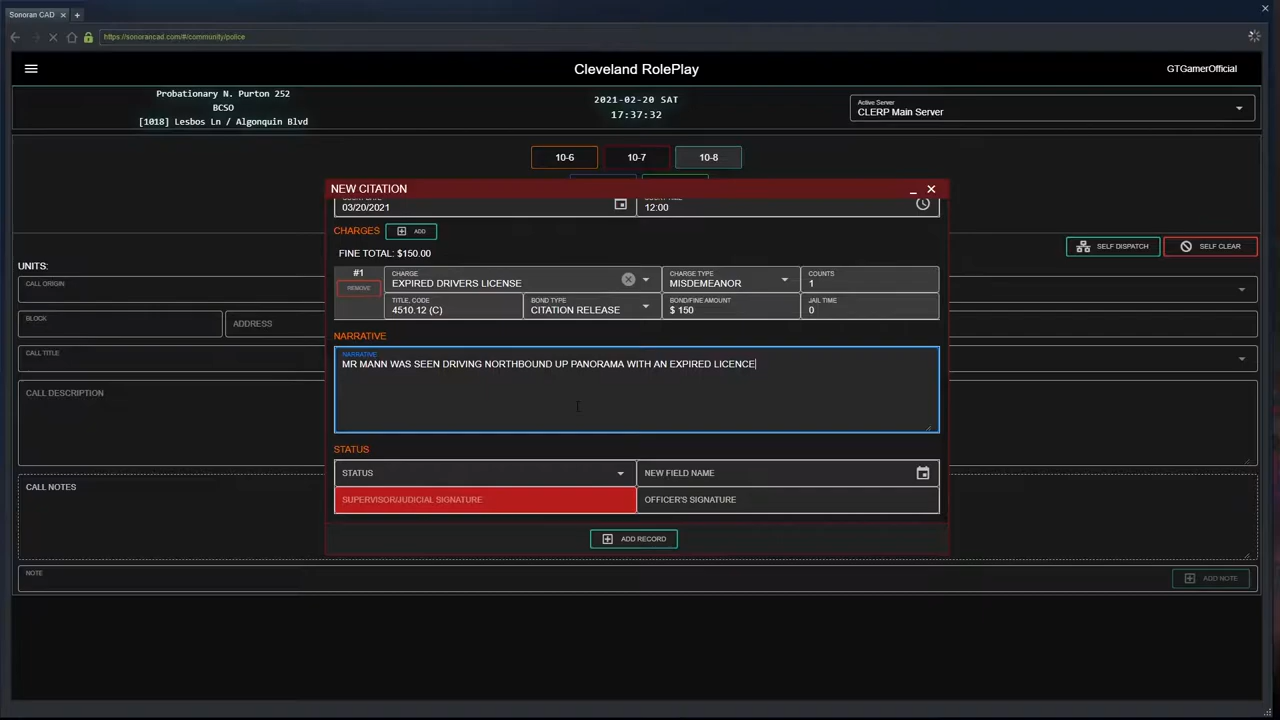 Sonoran CAD
https://sonorancad.com/#/community/police
Cleveland RolePlay
GTGamerOfficial
Probationary N. Purton 252
BCSO
[1018] Lesbos Ln / Algonquin Blvd
2021-02-20 SAT
17:37:32
Active Server
CLERP Main Server
10-6
10-7
10-8
NEW CITATION
03/20/2021
12:00
CHARGES
ADD
FINE TOTAL: $150.00
#1
REMOVE
CHARGE
EXPIRED DRIVERS LICENSE
CHARGE TYPE
MISDEMEANOR
COUNTS
1
TITLE, CODE
4510.12 (C)
BOND TYPE
CITATION RELEASE
BOND/FINE AMOUNT
$ 150
JAIL TIME
0
NARRATIVE
NARRATIVE
MR MANN WAS SEEN DRIVING NORTHBOUND UP PANORAMA WITH AN EXPIRED LICENCE
STATUS
STATUS
NEW FIELD NAME
SUPERVISOR/JUDICIAL SIGNATURE
OFFICER'S SIGNATURE
ADD RECORD
SELF DISPATCH
SELF CLEAR
UNITS:
CALL ORIGIN
BLOCK
ADDRESS
CALL TITLE
CALL DESCRIPTION
CALL NOTES
NOTE
ADD NOTE